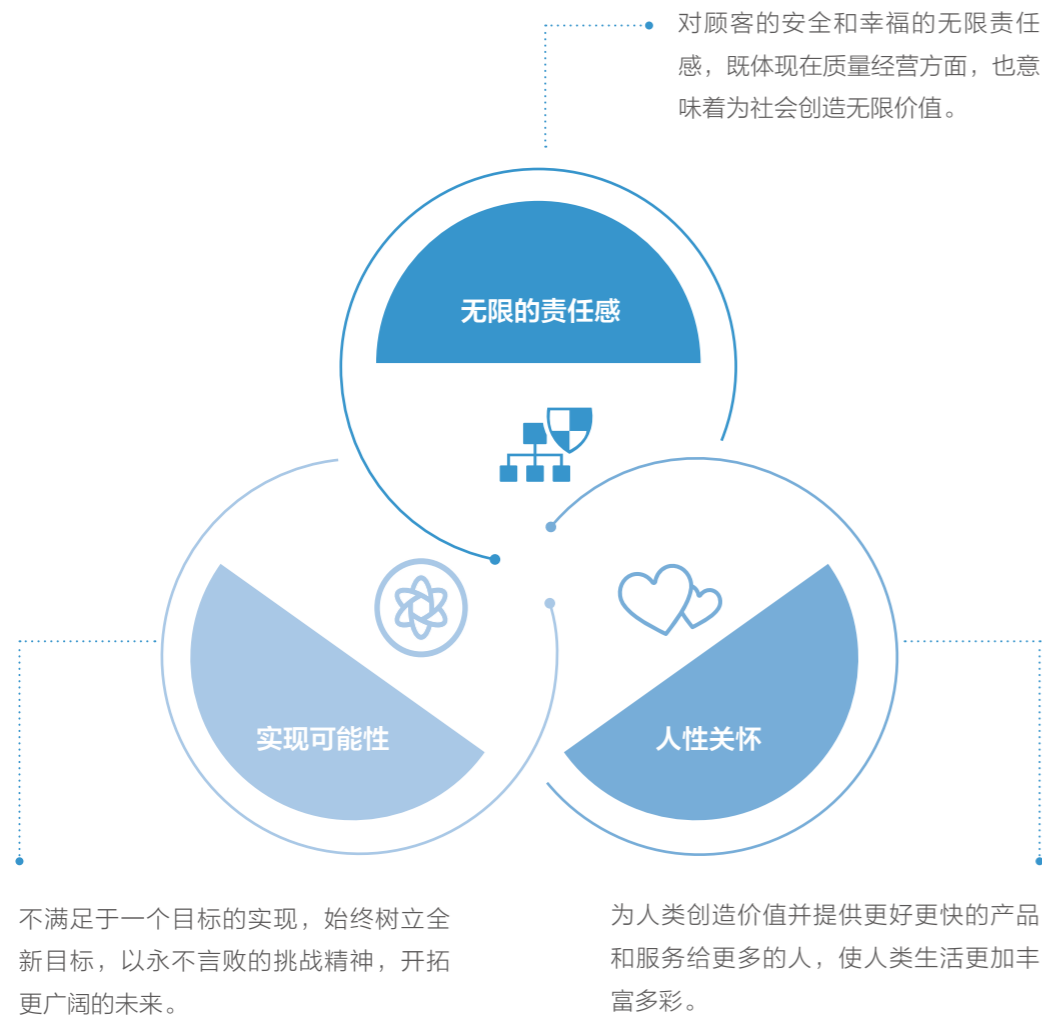 对顾客的安全和幸福的无限责任
感，既体现在质量经营方面，也意
味着为社会创造无限价值。
无限的责任感
实现可能性
人性关怀
不满足于一个目标的实现，始终树立全
新目标，以永不言败的挑战精神，开拓
更广阔的未来。
为人类创造价值并提供更好更快的产品
和服务给更多的人，使人类生活更加丰
富多彩。